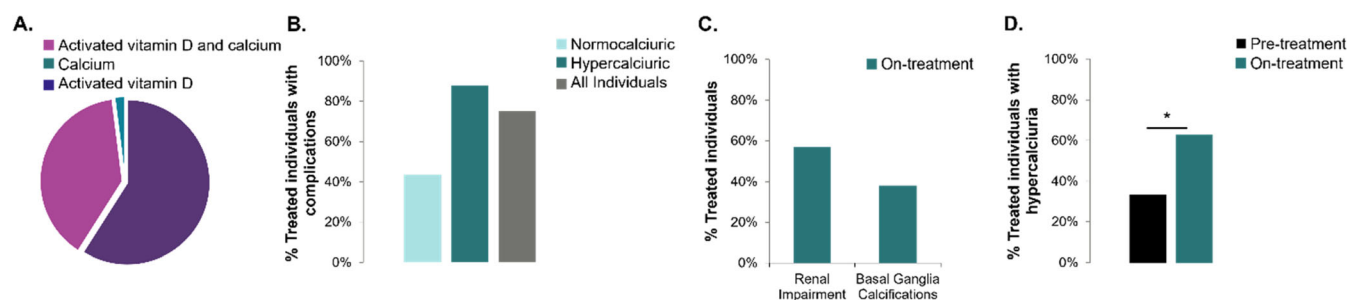 A.
Activated vitamin D and calcium
Calcium
Activated vitamin D
B.
Normocalciuric
Hypercalciuric
All Individuals
% Treated individuals with
complications
100%
80%
60%
40%
20%
0%
C.
On-treatment
% Treated individuals
100%
80%
60%
40%
20%
0%
Renal
Impairment
Basal Ganglia
Calcifications
D.
Pre-treatment
On-treatment
% Treated individuals with
hypercalciuria
100%
80%
60%
40%
20%
0%
*